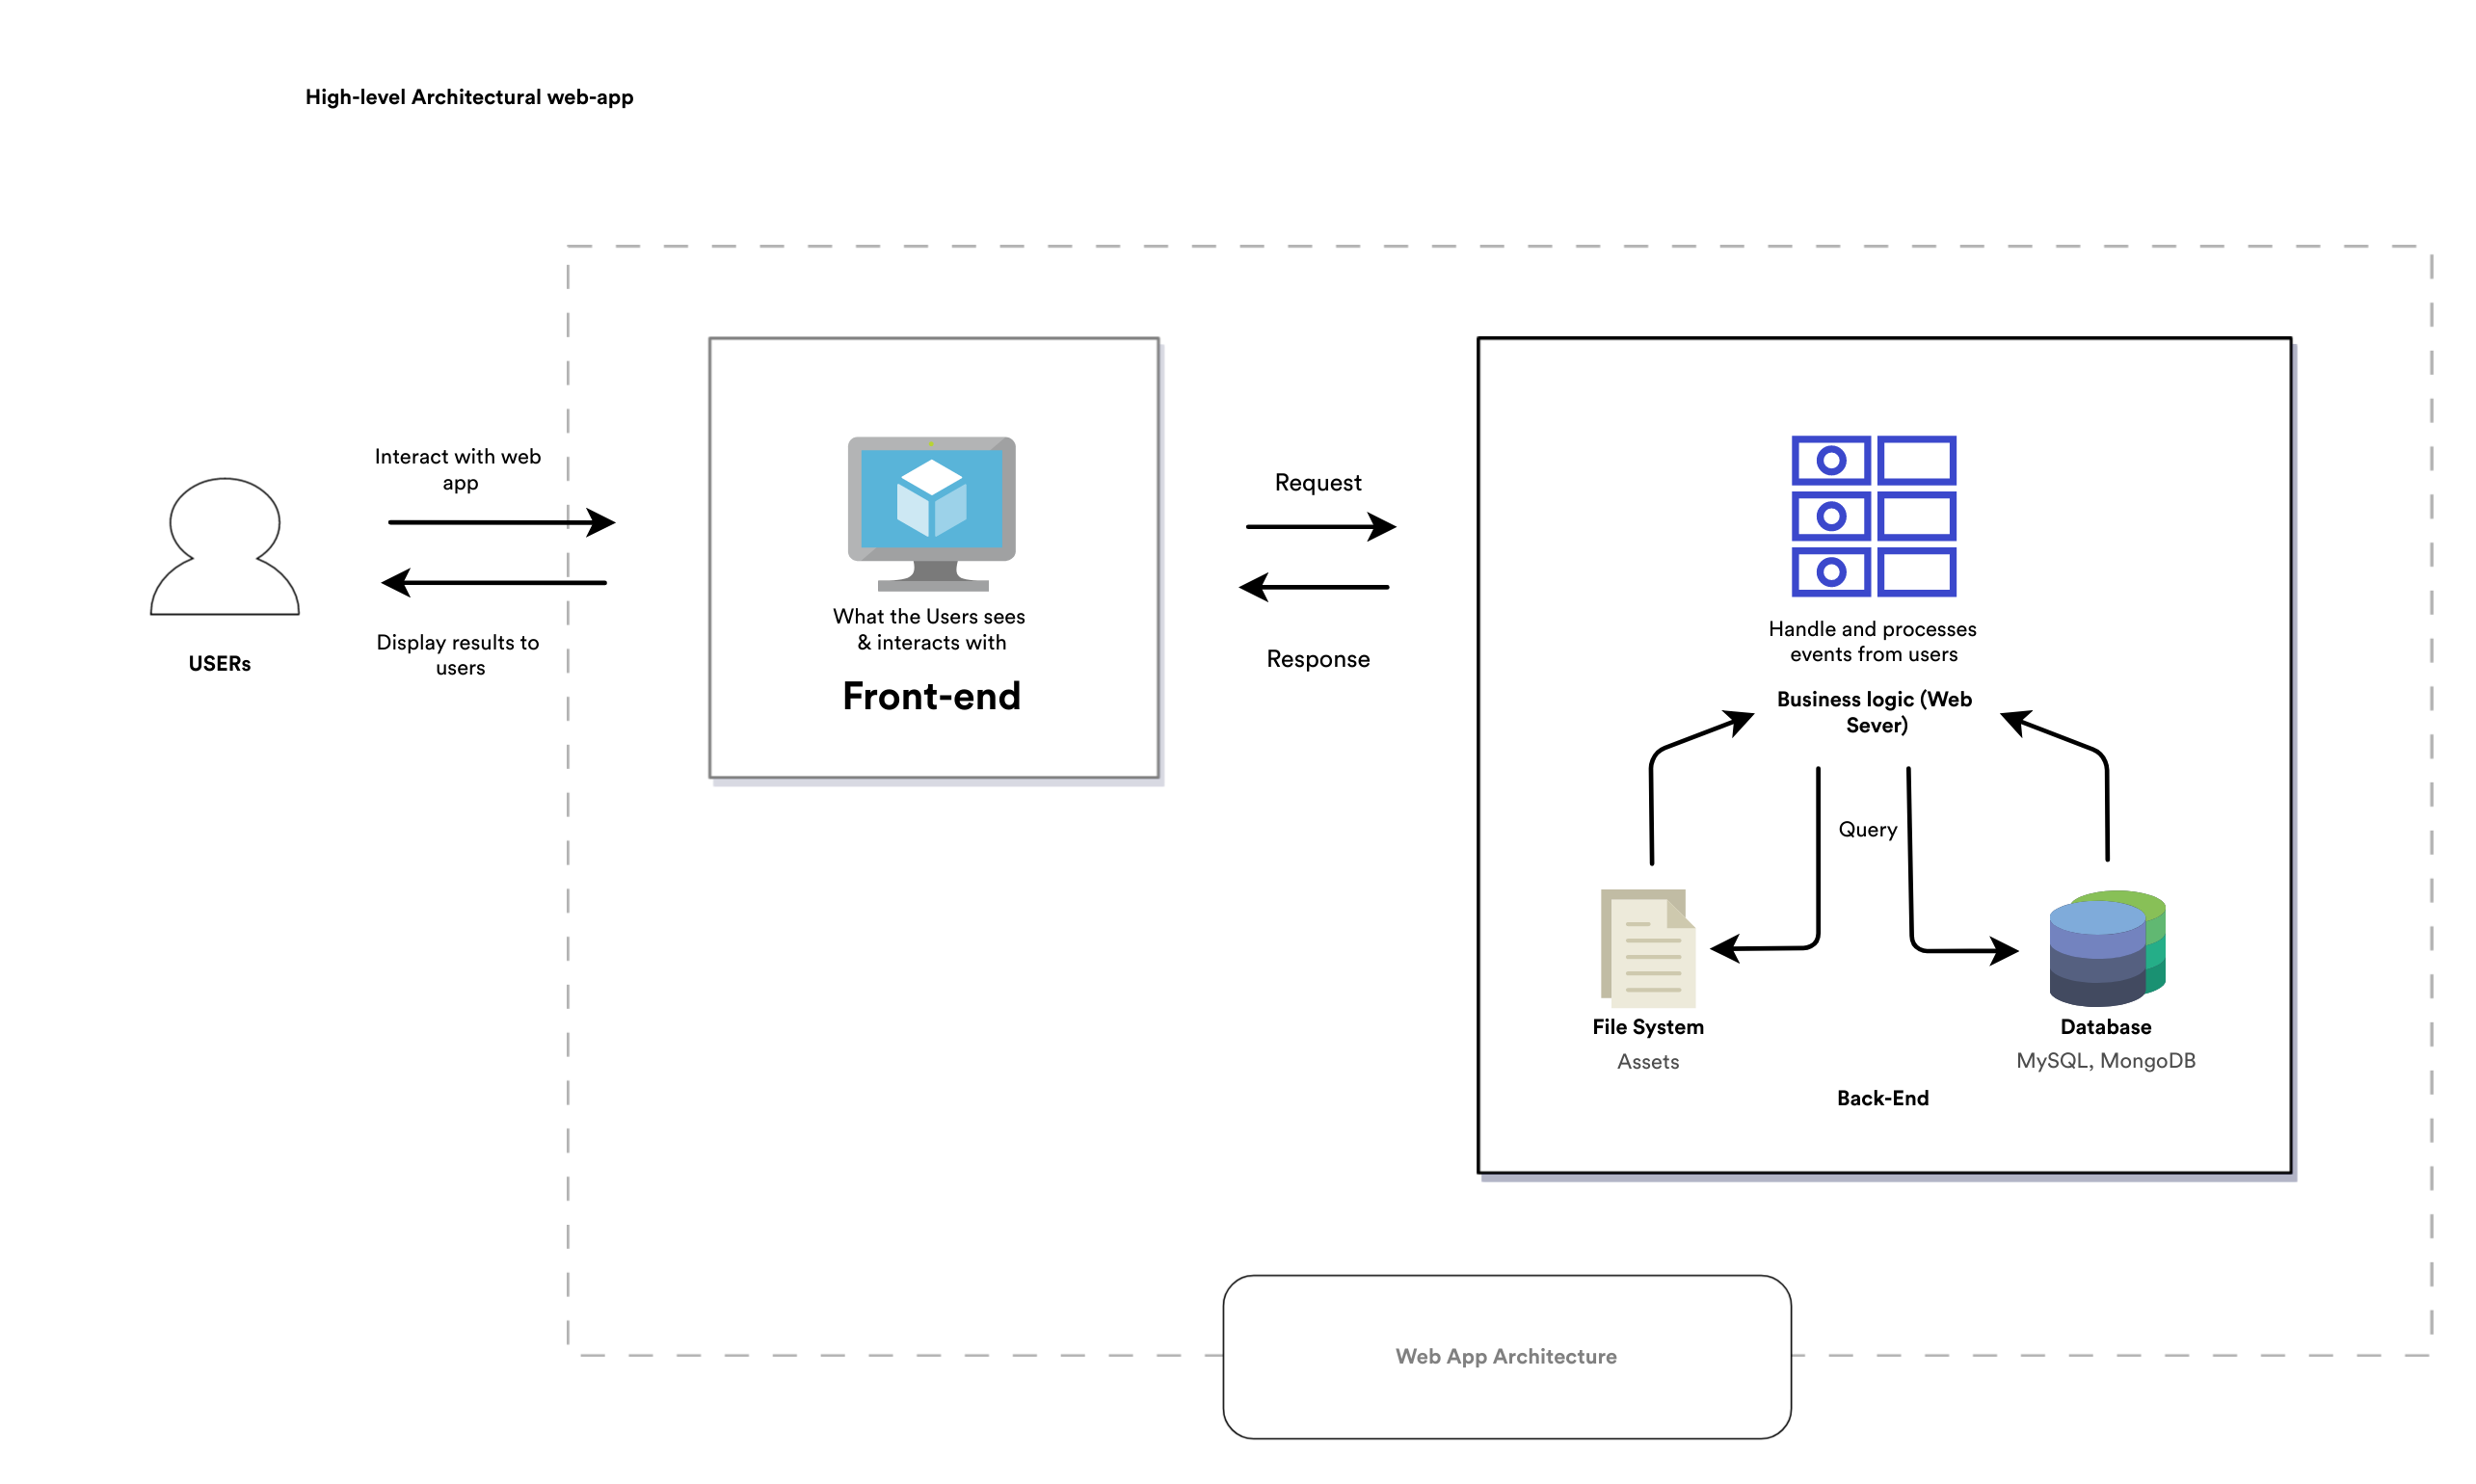 High-level Architectural web-app
Interact with web
app
Display results to
users
USERs
What the Users sees
& interacts with
Front-end
Request
Response
Handle and processes
events from users
Business logic (Web
Sever)
Query
File System
Assets
Database
MySQL, MongoDB
Back-End
Web App Architecture